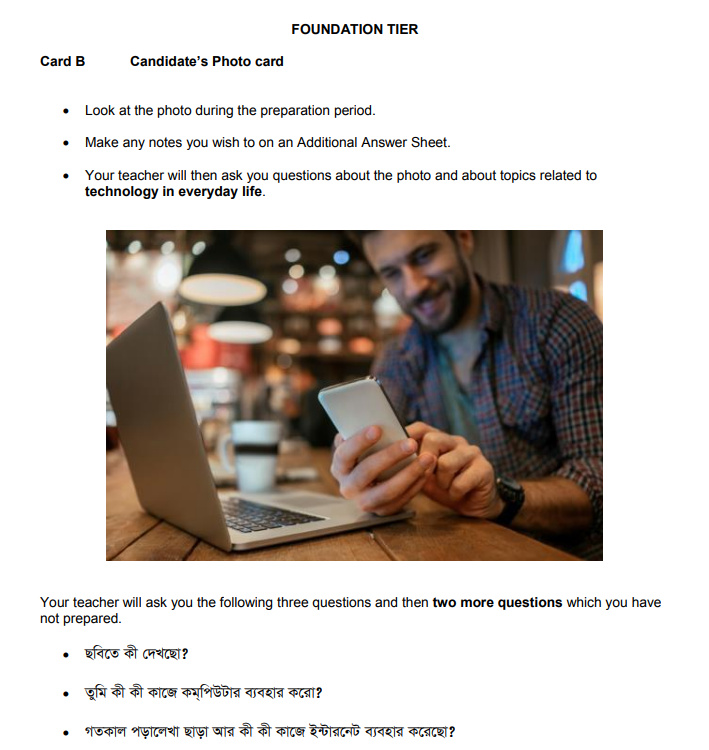 FOUNDATION TIER
Card B Candidate's Photo card
• Look at the photo during the preparation period.
• Make any notes you wish to on an Additional Answer Sheet.
• Your teacher will then ask you questions about the photo and about topics related to
technology in everyday life.
Your teacher will ask you the following three questions and then two more questions which you have
not prepared.
• ছবিতে কী দেখছো?
• তুমি কী কী কাজে কম্পিউটার ব্যবহার করো?
• গতকাল পড়ালেখা ছাড়া আর কী কী কাজে ইন্টারনেট ব্যবহার করেছো?